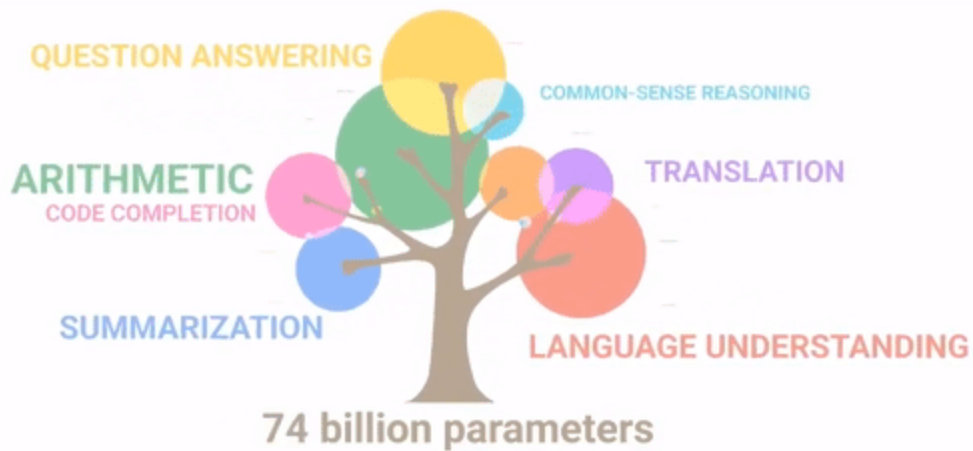 QUESTION ANSWERING
COMMON-SENSE REASONING
ARITHMETIC
TRANSLATION
CODE COMPLETION
SUMMARIZATION
LANGUAGE UNDERSTANDING
74 billion parameters